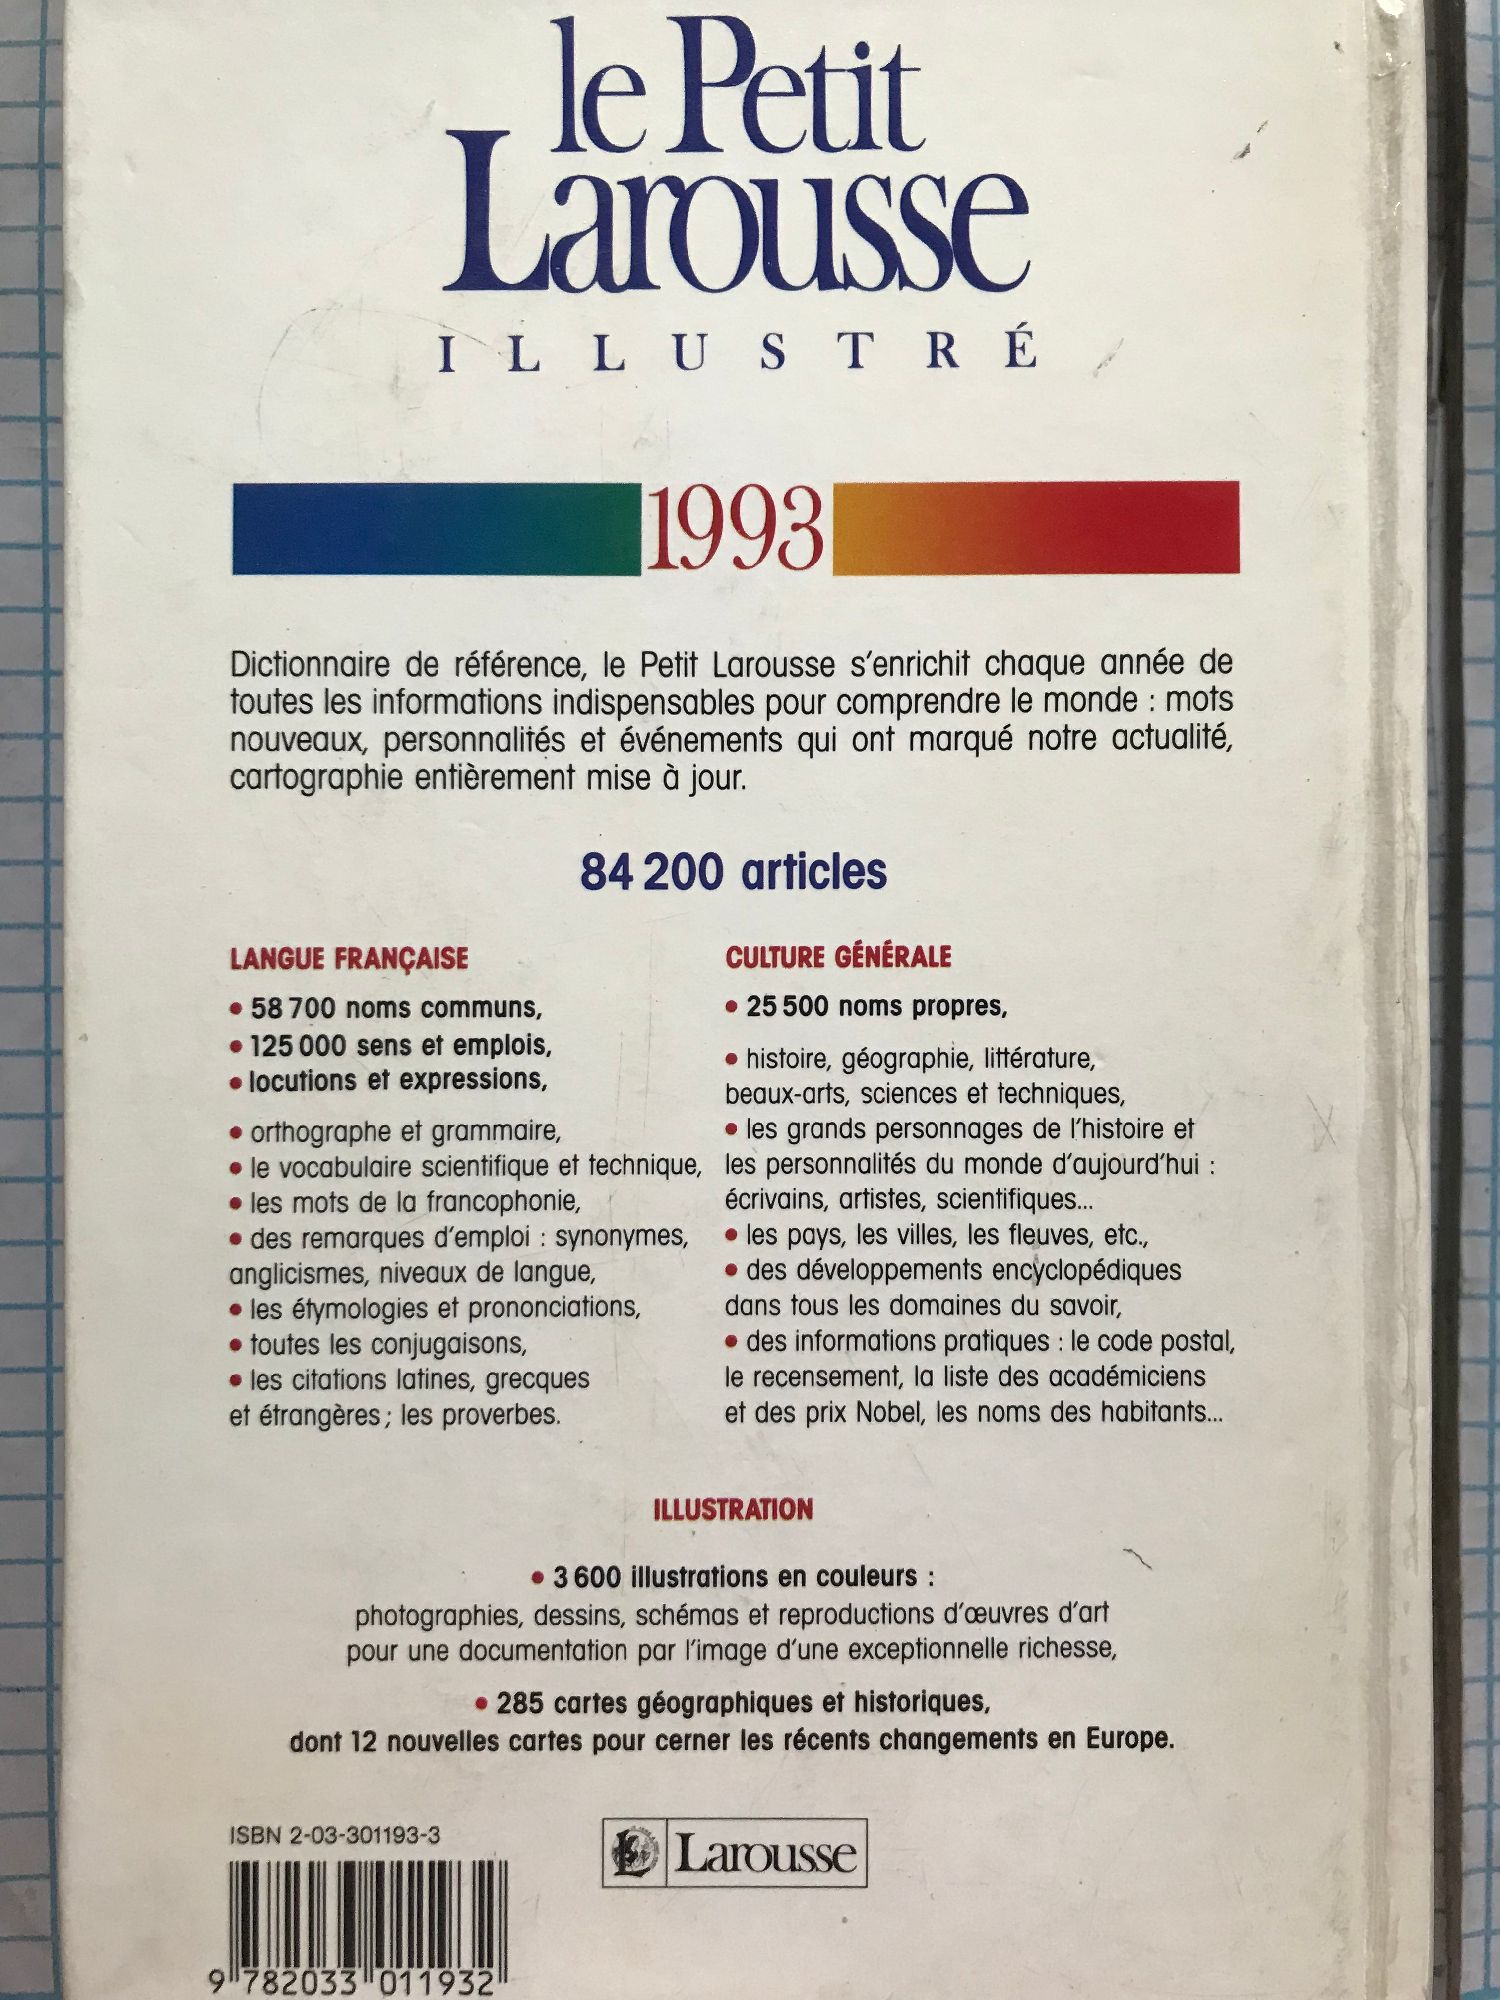 le Petit
Larousse
ILLUSTRÉ
1993
Dictionnaire de référence, le Petit Larousse s'enrichit chaque année de
toutes les informations indispensables pour comprendre le monde : mots
nouveaux, personnalités et événements qui ont marqué notre actualité,
cartographie entièrement mise à jour.
84 200 articles
LANGUE FRANÇAISE
• 58 700 noms communs,
• 125 000 sens et emplois,
• locutions et expressions,
• orthographe et grammaire,
• le vocabulaire scientifique et technique,
• les mots de la francophonie,
• des remarques d'emploi : synonymes,
anglicismes, niveaux de langue,
• les étymologies et prononciations,
• toutes les conjugaisons,
• les citations latines, grecques
et étrangères ; les proverbes.
CULTURE GÉNÉRALE
• 25 500 noms propres,
• histoire, géographie, littérature,
beaux-arts, sciences et techniques,
• les grands personnages de l'histoire et
les personnalités du monde d'aujourd'hui :
écrivains, artistes, scientifiques...
• les pays, les villes, les fleuves, etc.,
• des développements encyclopédiques
dans tous les domaines du savoir,
• des informations pratiques : le code postal,
le recensement, la liste des académiciens
et des prix Nobel, les noms des habitants...
ILLUSTRATION
• 3 600 illustrations en couleurs :
photographies, dessins, schémas et reproductions d'œuvres d'art
pour une documentation par l'image d'une exceptionnelle richesse,
• 285 cartes géographiques et historiques,
dont 12 nouvelles cartes pour cerner les récents changements en Europe.
ISBN 2-03-301193-3
Larousse
9 782033 011932